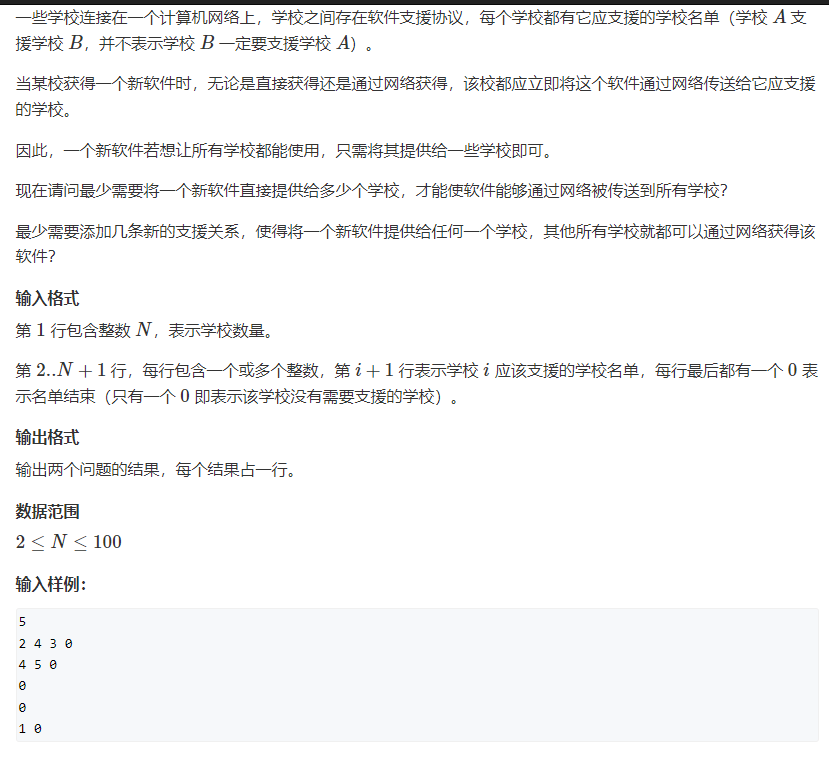 一些学校连接在一个计算机网络上，学校之间存在软件支援协议，每个学校都有它应支援的学校名单（学校 A 支
援学校 B，并不表示学校 B 一定要支援学校 A）。
当某校获得一个新软件时，无论是直接获得还是通过网络获得，该校都应立即将这个软件通过网络传送给它应支援
的学校。
因此，一个新软件若想让所有学校都能使用，只需将其提供给一些学校即可。
现在请问最少需要将一个新软件直接提供给多少个学校，才能使软件能够通过网络被传送到所有学校？
最少需要添加几条新的支援关系，使得将一个新软件提供给任何一个学校，其他所有学校就都可以通过网络获得该
软件？
输入格式
第 1 行包含整数 N，表示学校数量。
第 2..N + 1 行，每行包含一个或多个整数，第 i + 1 行表示学校 i 应该支援的学校名单，每行最后都有一个 0 表
示名单结束（只有一个 0 即表示该学校没有需要支援的学校）。
输出格式
输出两个问题的结果，每个结果占一行。
数据范围
2 ≤ N ≤ 100
输入样例：
5
2 4 3 0
4 5 0
0
0
1 0